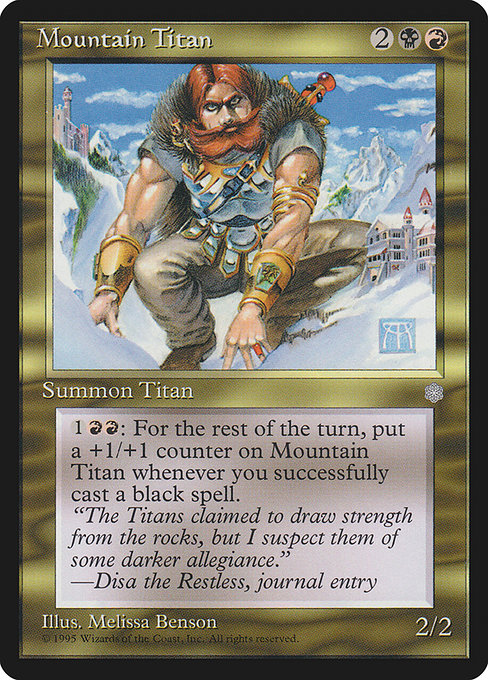 Mountain Titan 2
Summon Titan
1: For the rest of the turn, put
a +1/+1 counter on Mountain
Titan whenever you successfully
cast a black spell.
“The Titans claimed to draw strength
from the rocks, but I suspect them of
some darker allegiance.”
—Disa the Restless, journal entry
Illus. Melissa Benson
2/2
© 1995 Wizards of the Coast, Inc. All rights reserved.